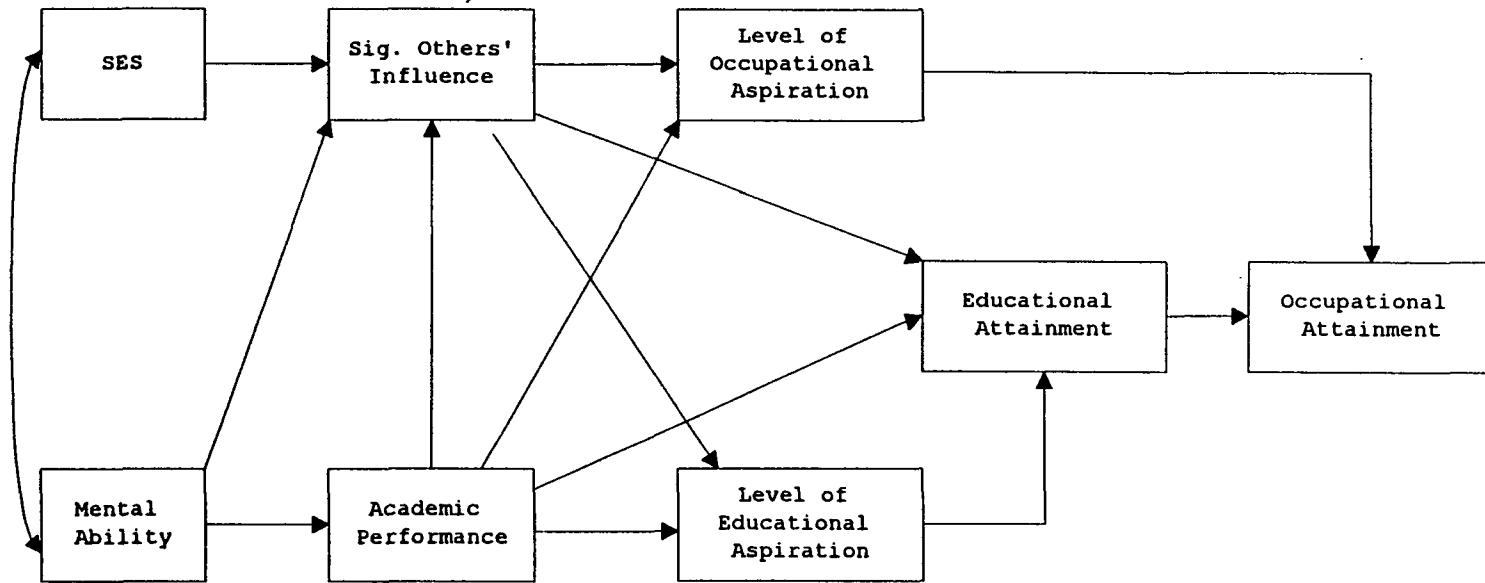 SES
Sig. Others'
Influence
Level of
Occupational
Aspiration
Educational
Attainment
Occupational
Attainment
Mental
Ability
Academic
Performance
Level of
Educational
Aspiration